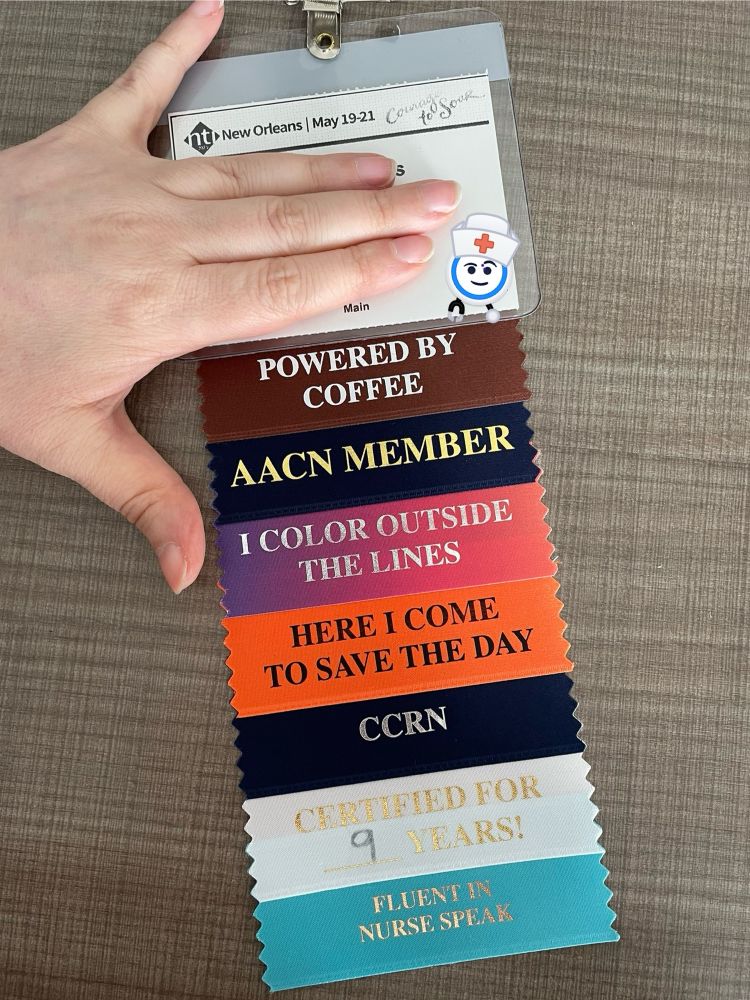 nti New Orleans | May 19-21 Courage to Soar
s
Main
POWERED BY
COFFEE
AACN MEMBER
I COLOR OUTSIDE
THE LINES
HERE I COME
TO SAVE THE DAY
CCRN
CERTIFIED FOR
9 YEARS!
FLUENT IN
NURSE SPEAK